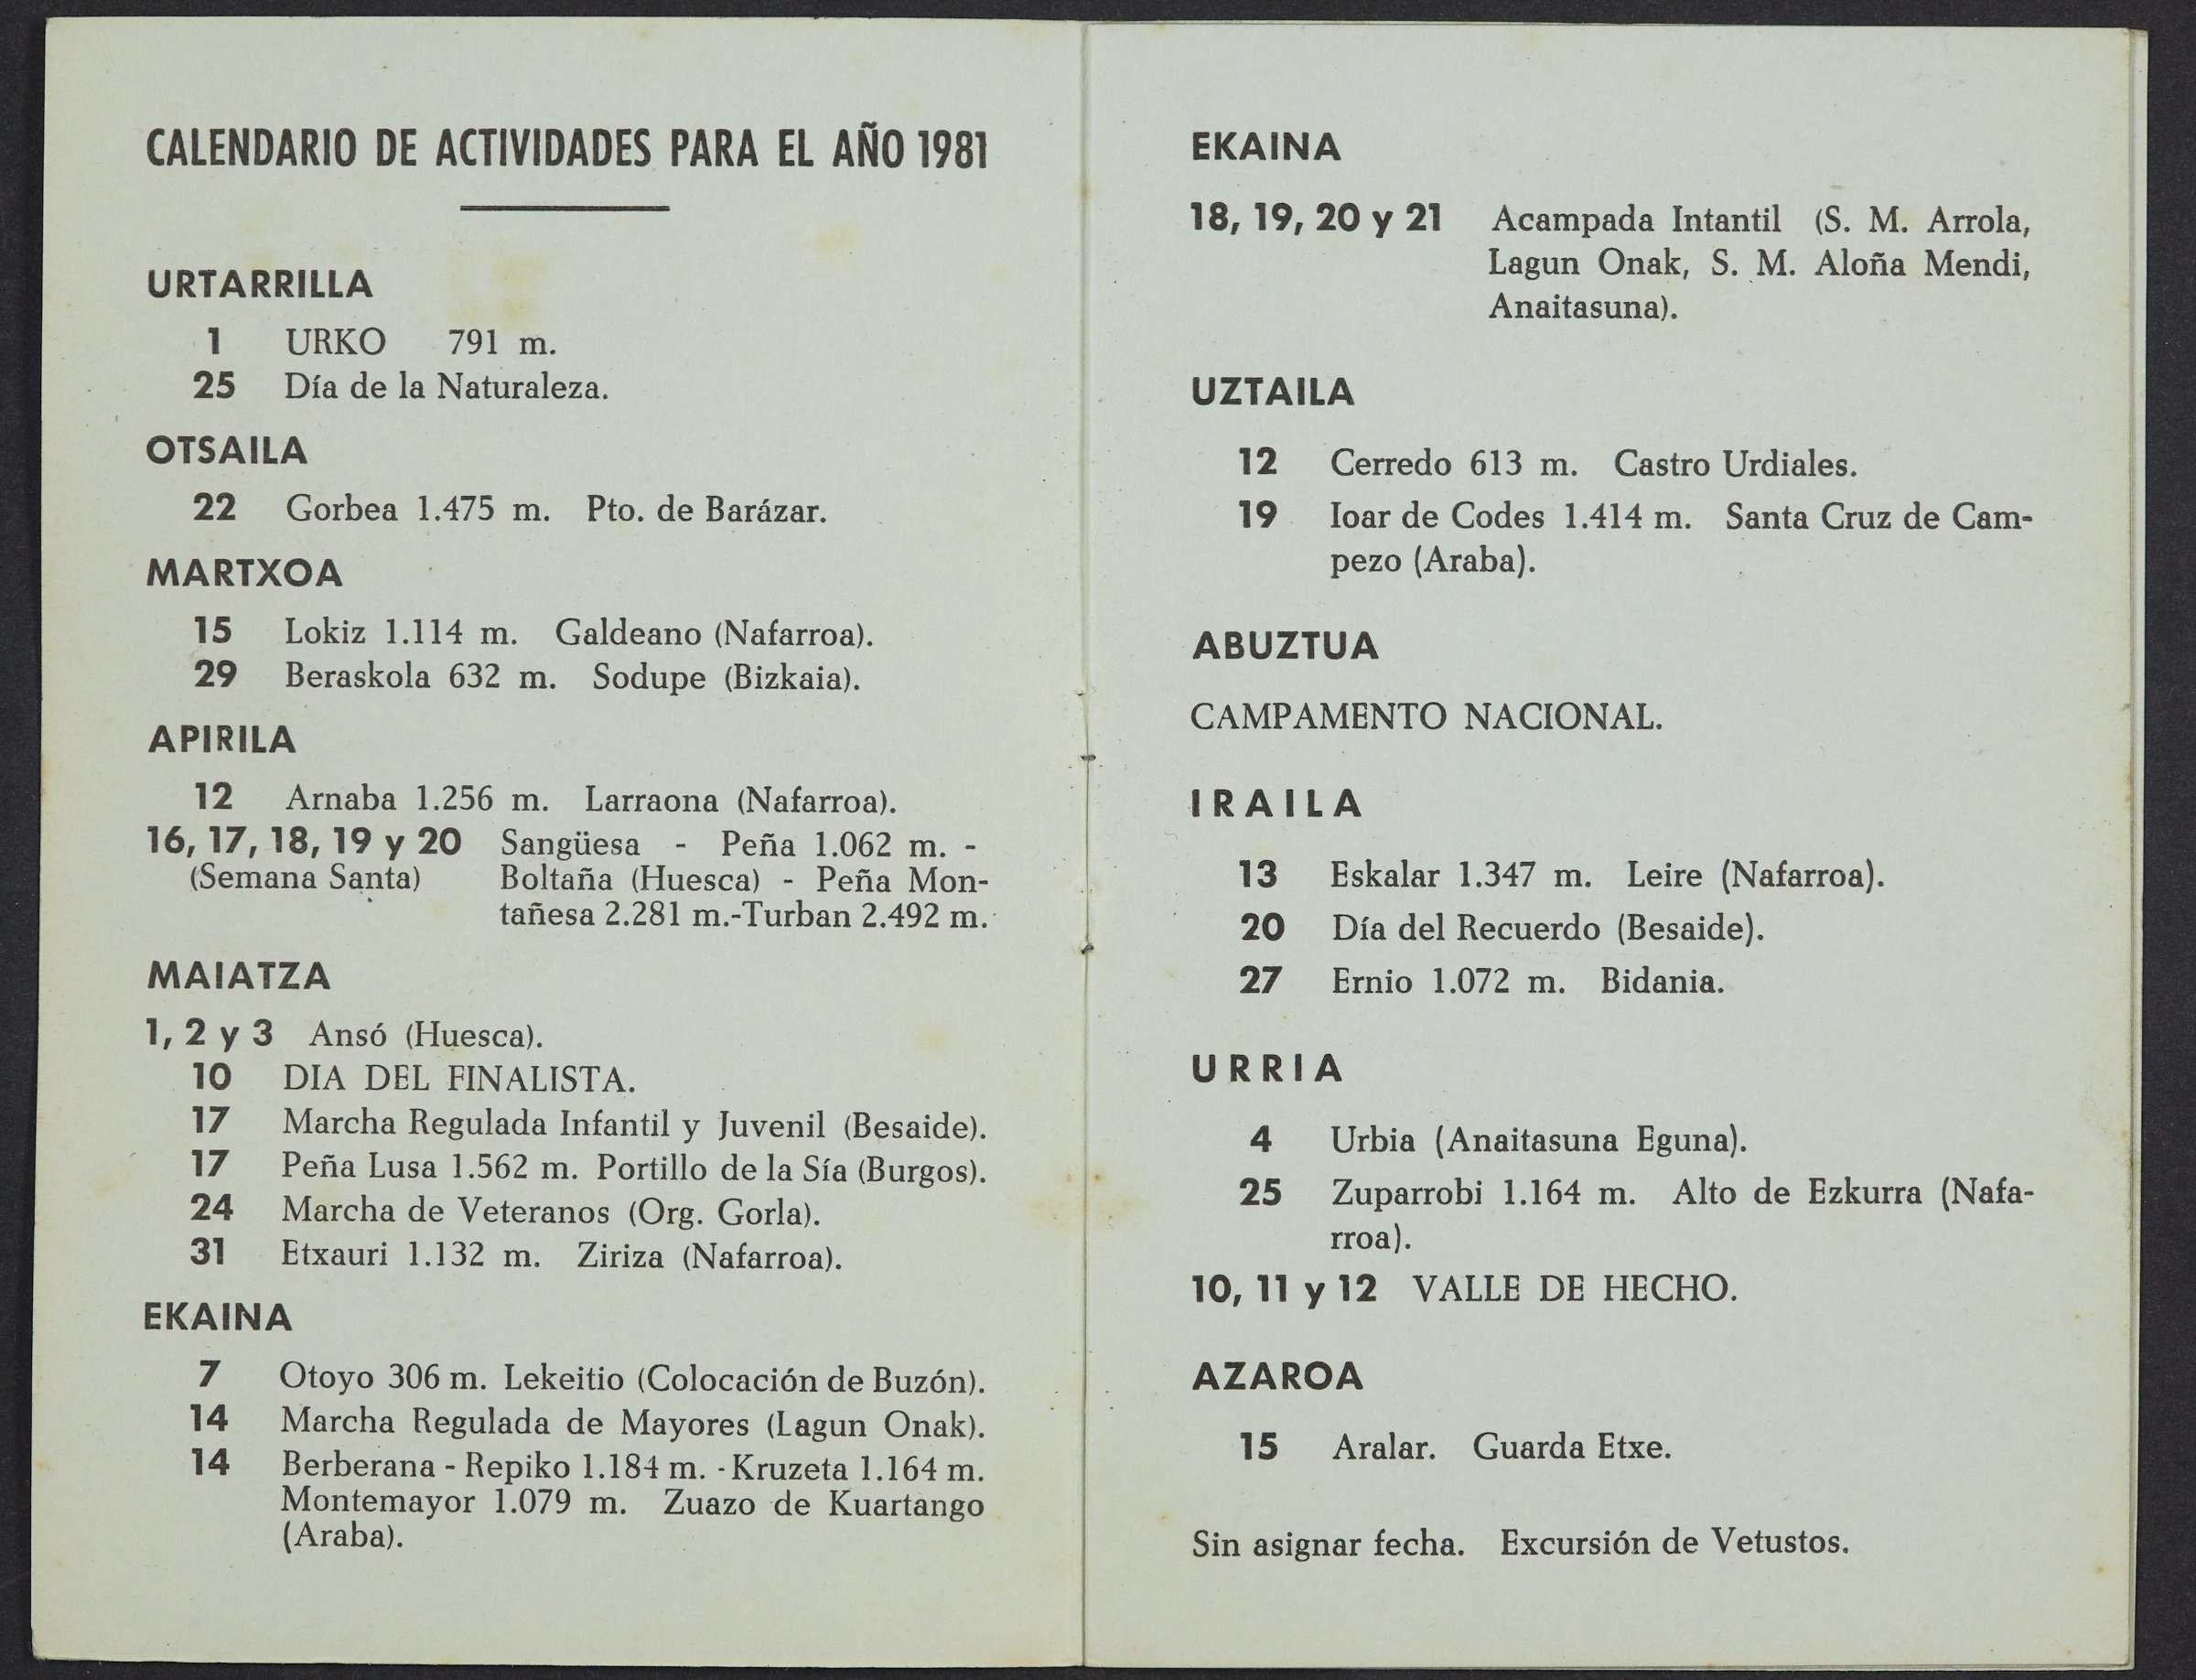 CALENDARIO DE ACTIVIDADES PARA EL AÑO 1981
URTARRILLA
1 URKO 791 m.
25 Día de la Naturaleza.
OTSAILA
22 Gorbea 1.475 m. Pto. de Barázar.
MARTXOA
15 Lokiz 1.114 m. Galdeano (Nafarroa).
29 Beraskola 632 m. Sodupe (Bizkaia).
APIRILA
12 Arnaba 1.256 m. Larraona (Nafarroa).
16, 17, 18, 19 y 20 Sangüesa - Peña 1.062 m. -
(Semana Santa) Boltaña (Huesca) - Peña Mon-
tañesa 2.281 m.-Turban 2.492 m.
MAIATZA
1, 2 y 3 Ansó (Huesca).
10 DIA DEL FINALISTA.
17 Marcha Regulada Infantil y Juvenil (Besaide).
17 Peña Lusa 1.562 m. Portillo de la Sía (Burgos).
24 Marcha de Veteranos (Org. Gorla).
31 Etxauri 1.132 m. Ziriza (Nafarroa).
EKAINA
7 Otoyo 306 m. Lekeitio (Colocación de Buzón).
14 Marcha Regulada de Mayores (Lagun Onak).
14 Berberana - Repiko 1.184 m. - Kruzeta 1.164 m.
Montemayor 1.079 m. Zuazo de Kuartango
(Araba).
EKAINA
18, 19, 20 y 21 Acampada Intantil (S. M. Arrola,
Lagun Onak, S. M. Aloña Mendi,
Anaitasuna).
UZTAILA
12 Cerredo 613 m. Castro Urdiales.
19 Ioar de Codes 1.414 m. Santa Cruz de Cam-
pezo (Araba).
ABUZTUA
CAMPAMENTO NACIONAL.
IRAILA
13 Eskalar 1.347 m. Leire (Nafarroa).
20 Día del Recuerdo (Besaide).
27 Ernio 1.072 m. Bidania.
URRIA
4 Urbia (Anaitasuna Eguna).
25 Zuparrobi 1.164 m. Alto de Ezkurra (Nafa-
rroa).
10, 11 y 12 VALLE DE HECHO.
AZAROA
15 Aralar. Guarda Etxe.
Sin asignar fecha. Excursión de Vetustos.